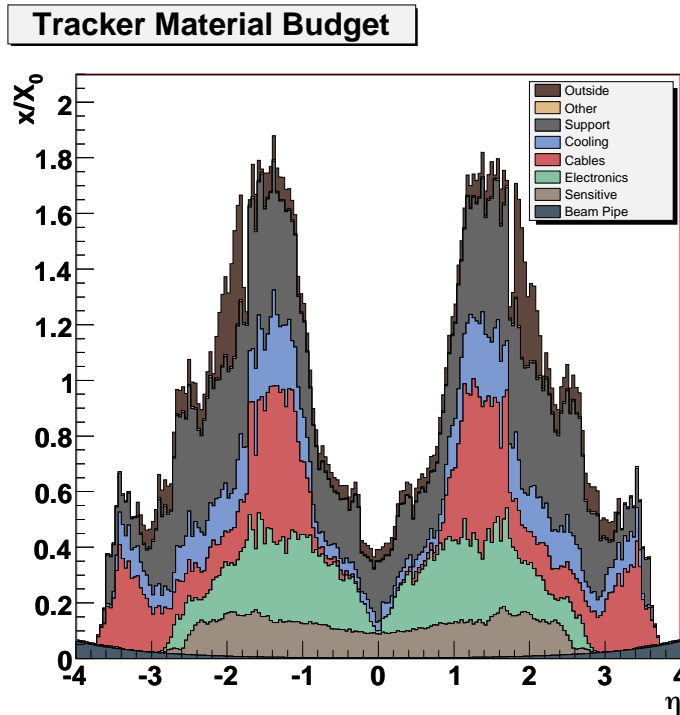 Tracker Material Budget
x/X0
2
1.8
1.6
1.4
1.2
1
0.8
0.6
0.4
0.2
0
Outside
Other
Support
Cooling
Cables
Electronics
Sensitive
Beam Pipe
-4 -3 -2 -1 0 1 2 3 4
η